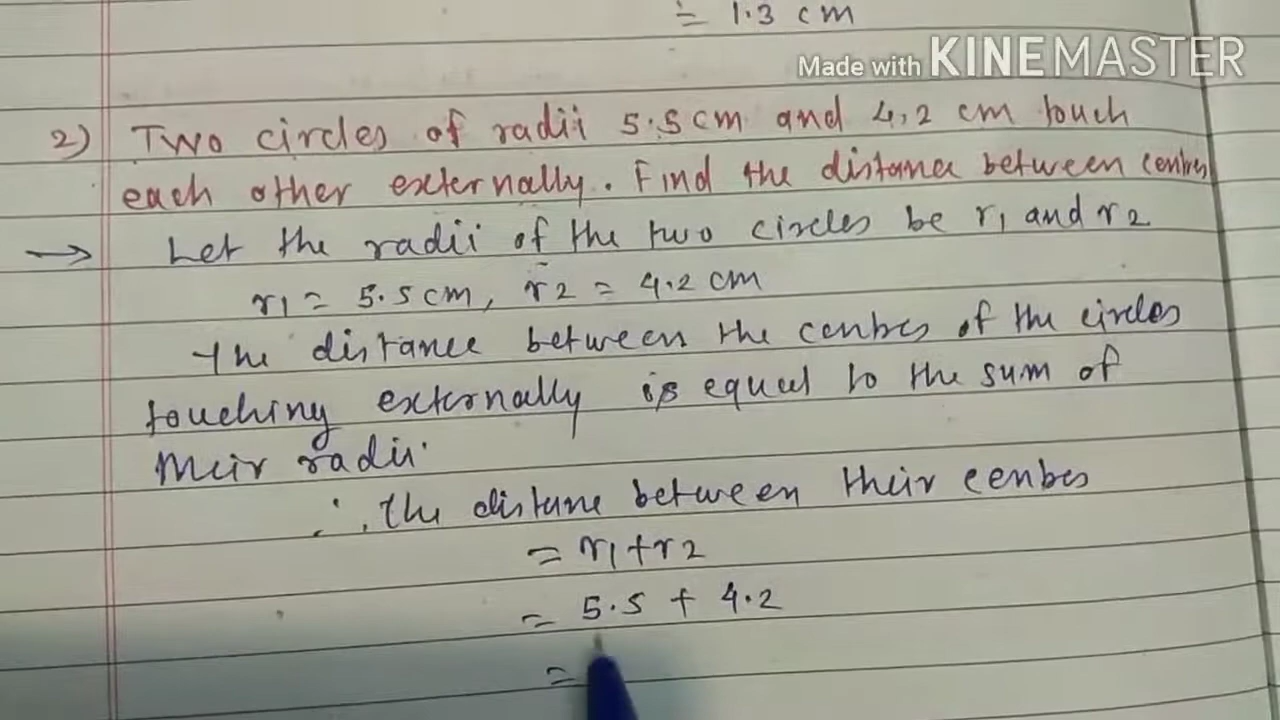 = 1.3 cm
Made with KINEMASTER
2) Two circles of radii 5.5 cm and 4.2 cm touch
each other externally. Find the distance between centres
→ Let the radii of the two circles be r1 and r2
r1 = 5.5 cm, r2 = 4.2 cm
The distance between the centres of the circles
touching externally is equal to the sum of
their radii.
∴ the distane between their centres
= r1 + r2
= 5.5 + 4.2
=